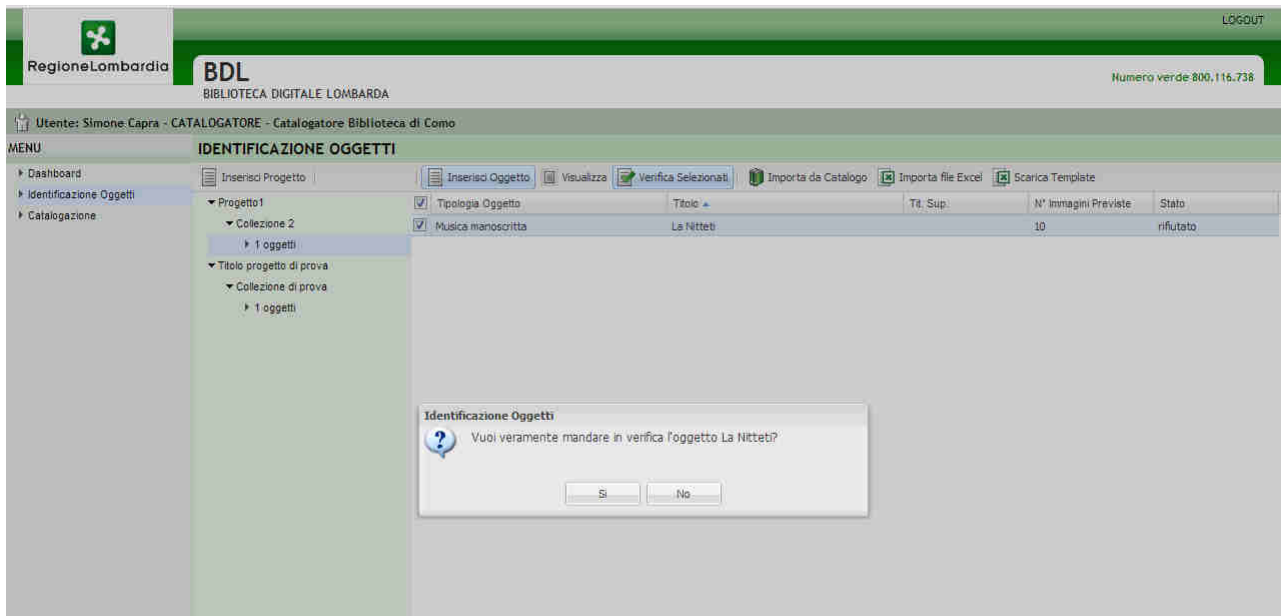 LOGOUT
RegioneLombardia
BDL
BIBLIOTECA DIGITALE LOMBARDA
Numero verde 800.116.738
Utente: Simone Capra - CATALOGATORE - Catalogatore Biblioteca di Como
MENU
IDENTIFICAZIONE OGGETTI
Dashboard
Identificazione Oggetti
Catalogazione
Inserisci Progetto
Inserisci Oggetto Visualizza Verifica Selezionati Importa da Catalogo Importa file Excel Scarica Template
Progetto1
Collezione 2
1 oggetti
Titolo progetto di prova
Collezione di prova
1 oggetti
Tipologia Oggetto Titolo Tit. Sup. N° Immagini Previste Stato
Musica manoscritta La Nitteti 10 rifiutato
Identificazione Oggetti
Vuoi veramente mandare in verifica l'oggetto La Nitteti?
Si No